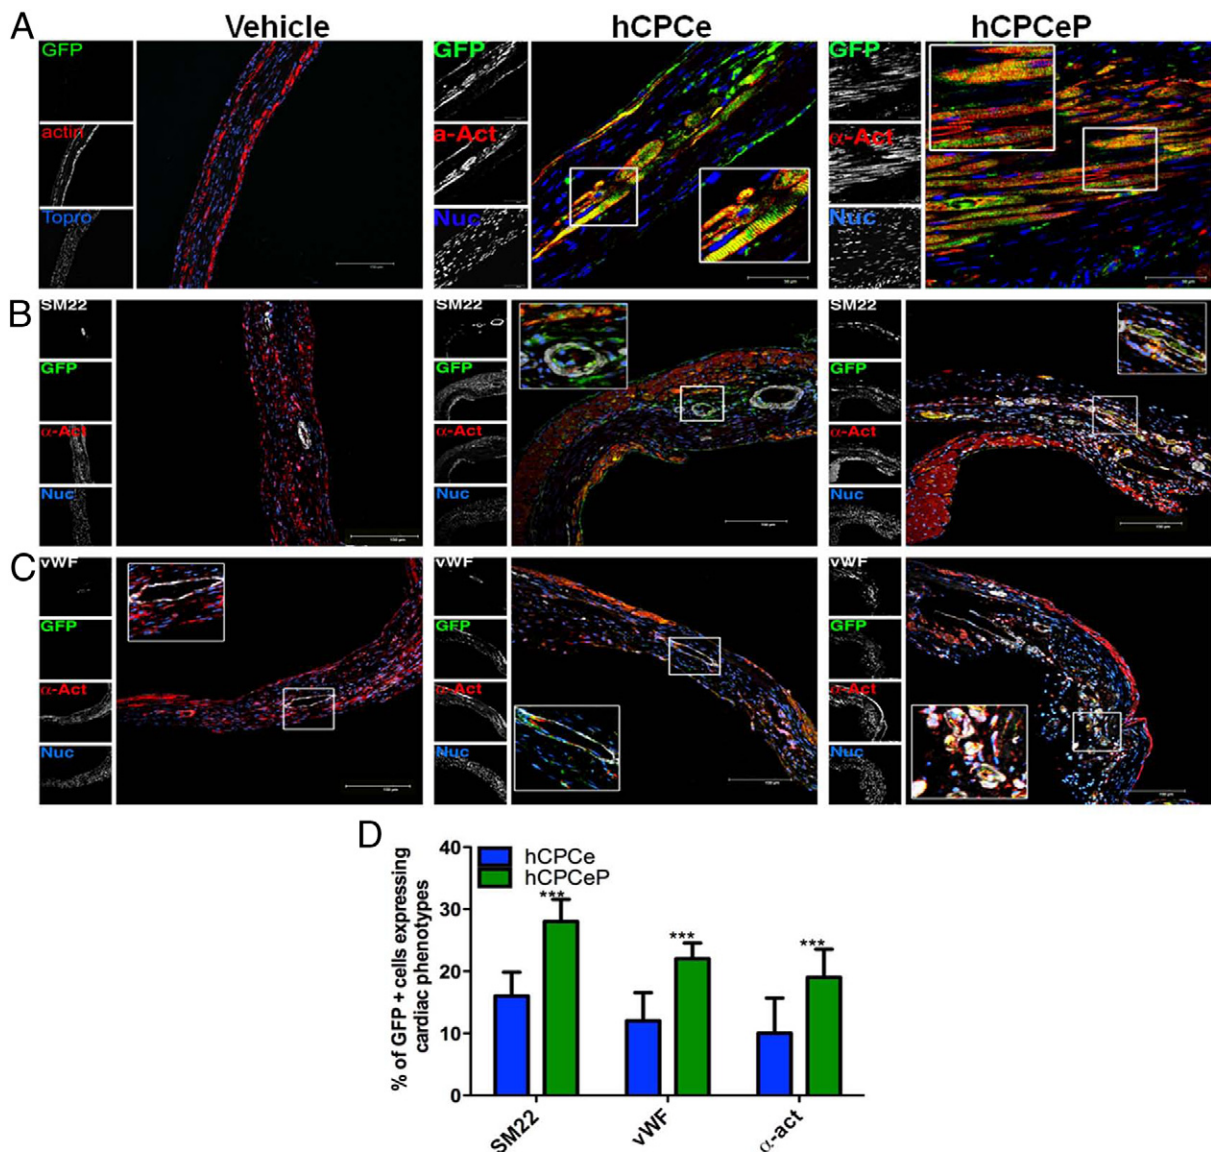 A
Vehicle
hCPCe
hCPCeP
GFP
actin
Topro
GFP
a-Act
Nuc
GFP
α-Act
Nuc
B
SM22
GFP
α-Act
Nuc
SM22
GFP
α-Act
Nuc
SM22
GFP
α-Act
Nuc
C
vWF
GFP
α-Act
Nuc
vWF
GFP
α-Act
Nuc
vWF
GFP
α-Act
Nuc
D
% of GFP + cells expressing
cardiac phenotypes
40
30
20
10
0
hCPCe
hCPCeP
***
***
***
SM22
vWF
α-act